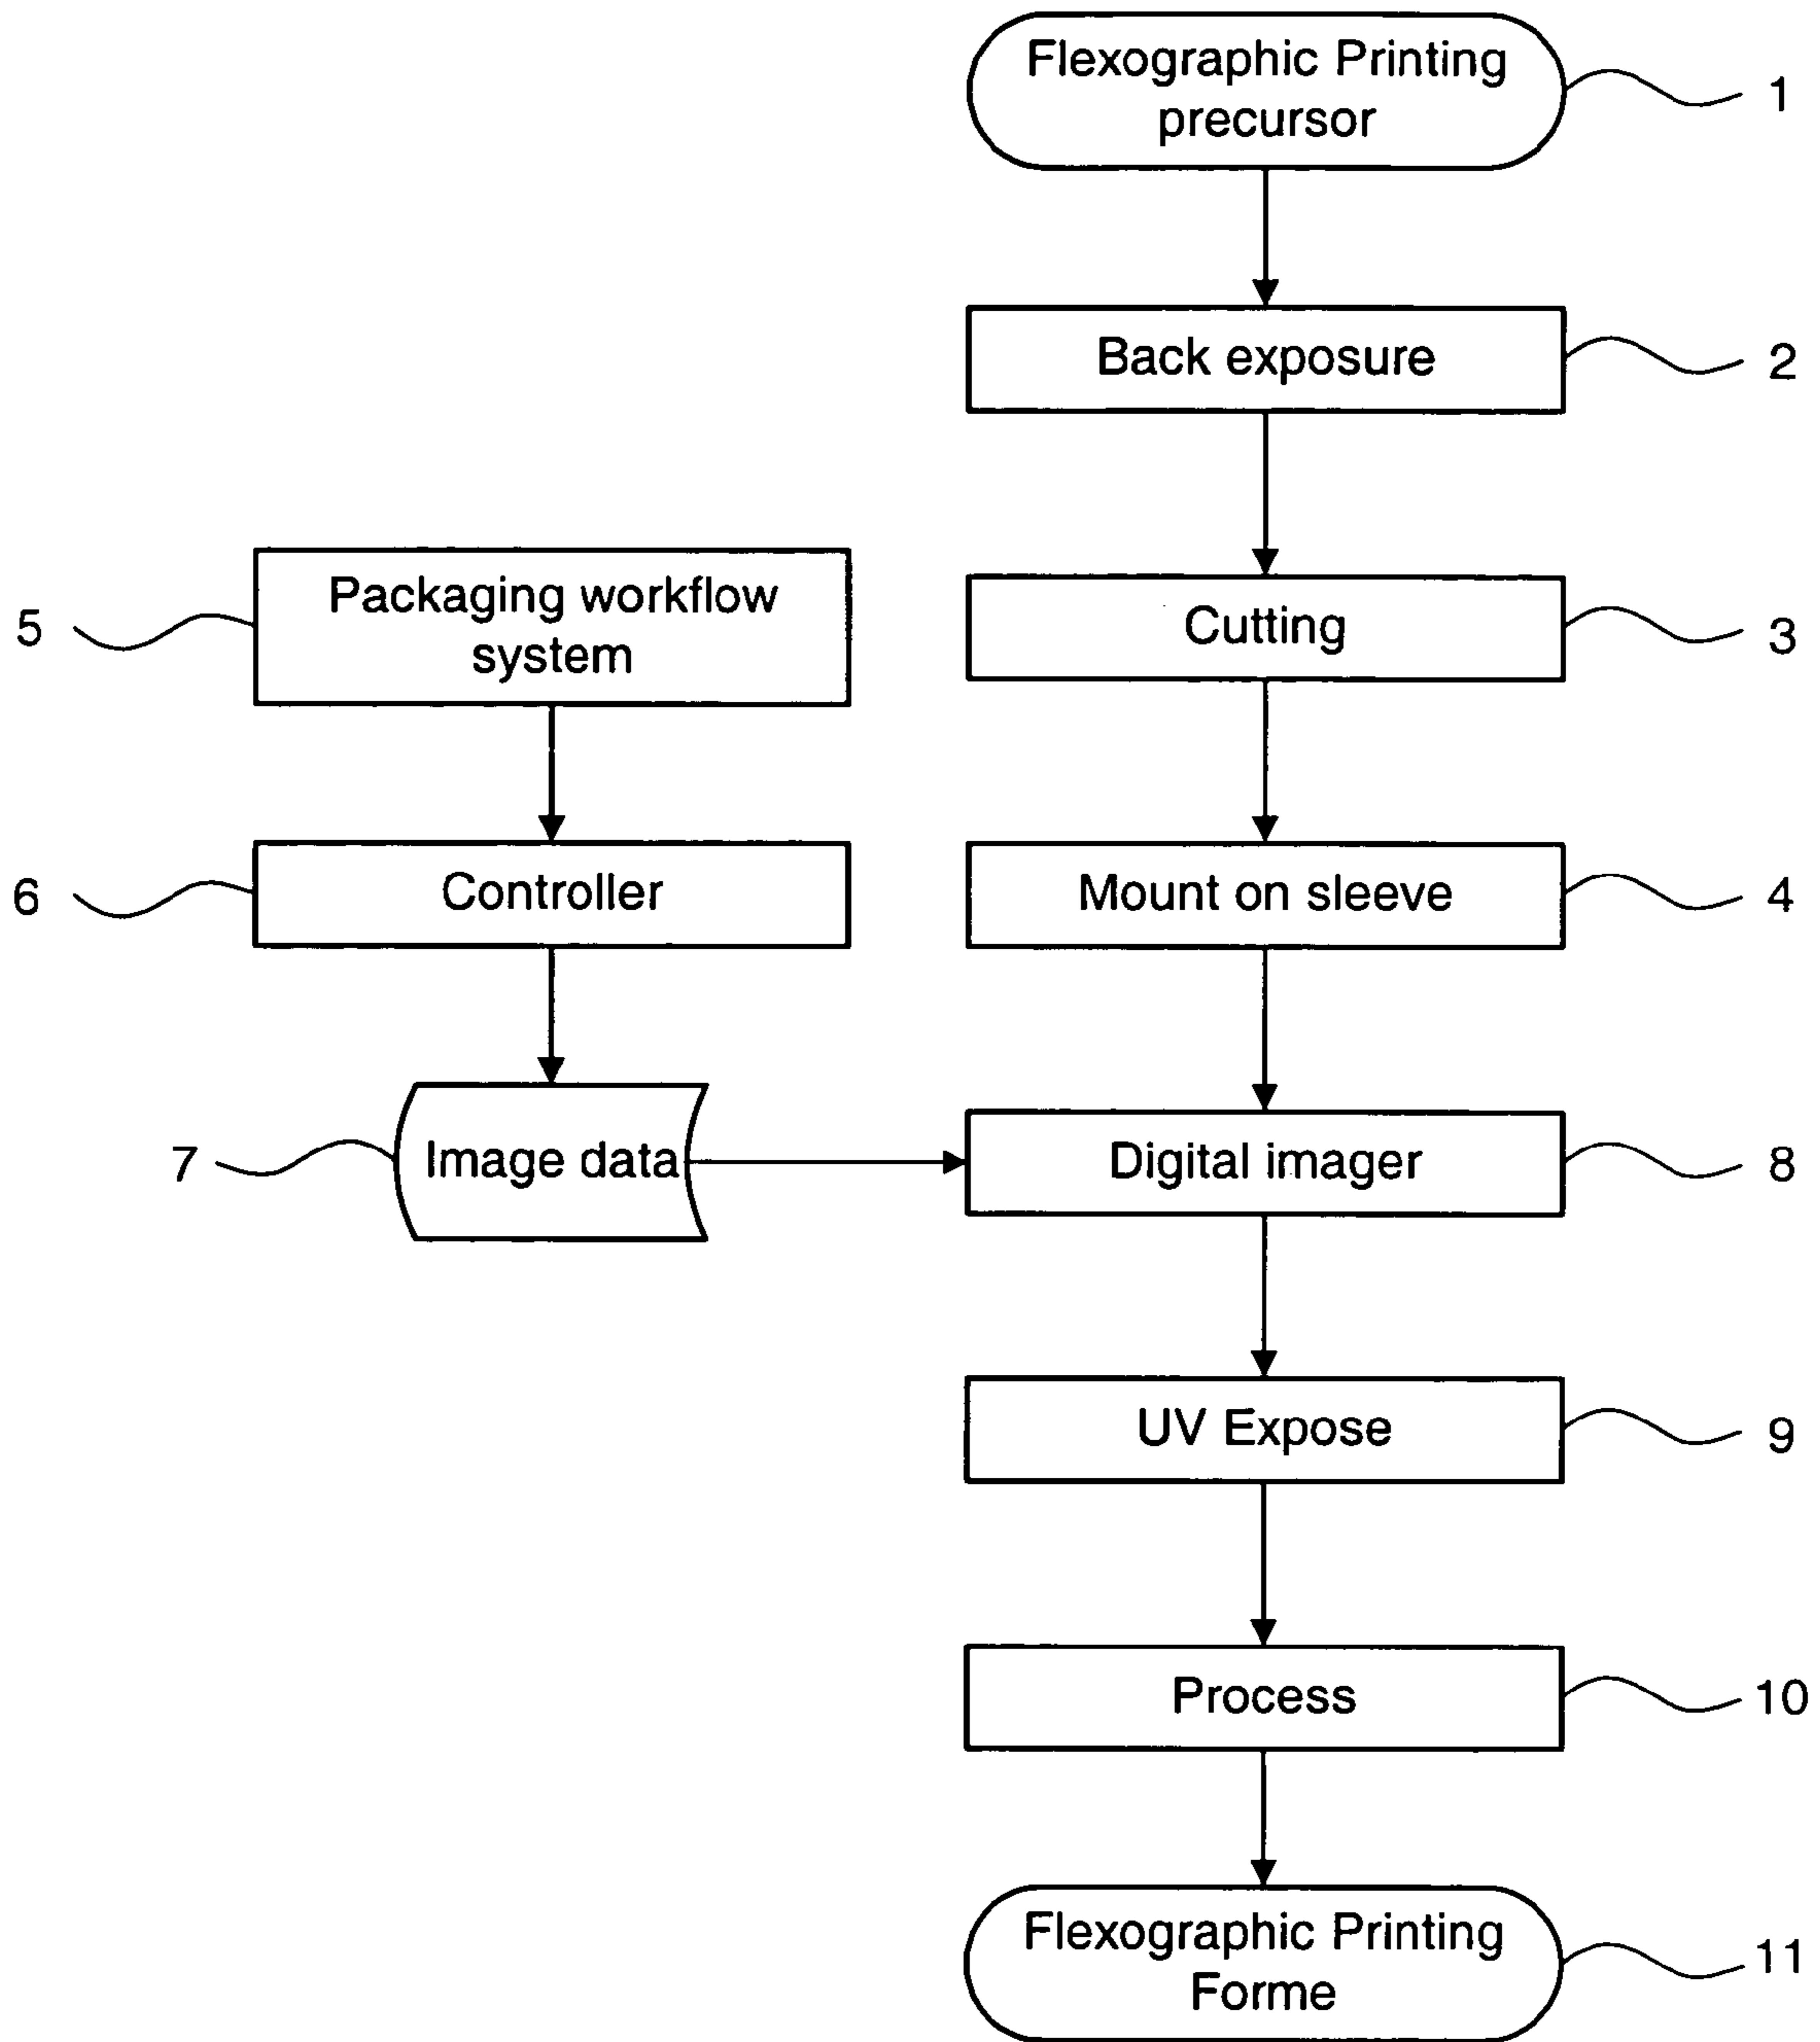 Flexographic Printing
precursor
1
Back exposure
2
Cutting
3
Mount on sleeve
4
Packaging workflow
system
5
Controller
6
Image data
7
Digital imager
8
UV Expose
9
Process
10
Flexographic Printing
Forme
11